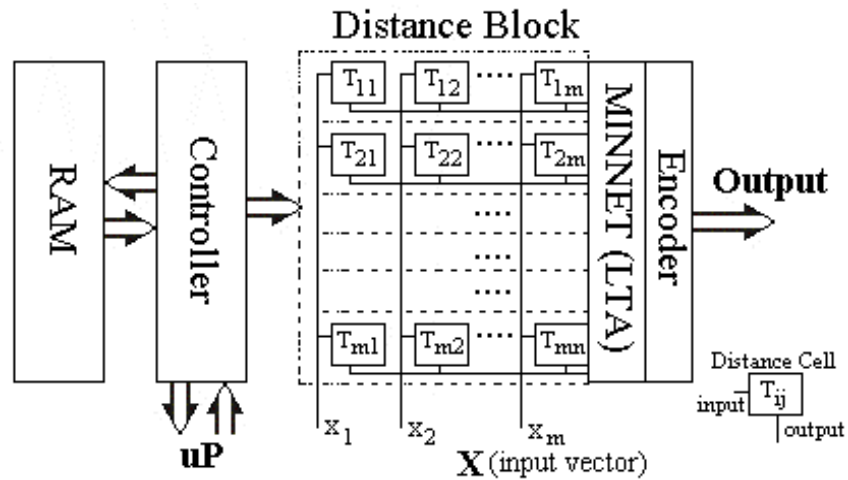 Distance Block
RAM
Controller
T11 T12 .... T1m
T21 T22 .... T2m
....
....
....
Tm1 Tm2 .... Tmn
MINNET (LTA)
Encoder
Output
uP
x1 x2 xm
X (input vector)
Distance Cell
input Tij
output